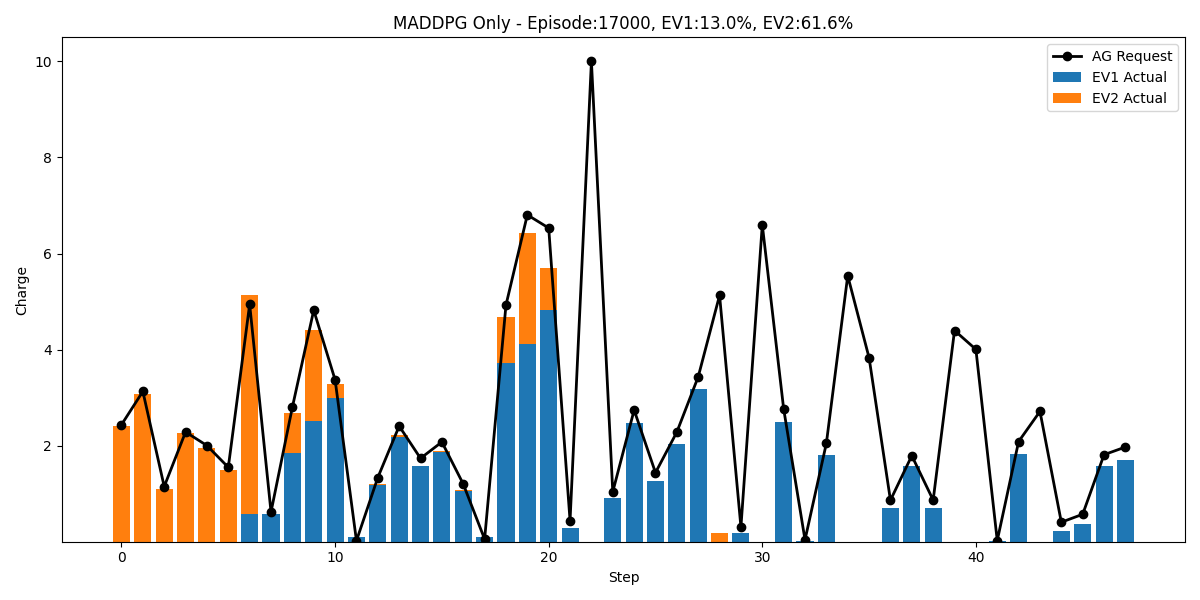 MADDPG Only - Episode:17000, EV1:13.0%, EV2:61.6%
AG Request
EV1 Actual
EV2 Actual
Charge
10
8
6
4
2
0
10
20
30
40
Step